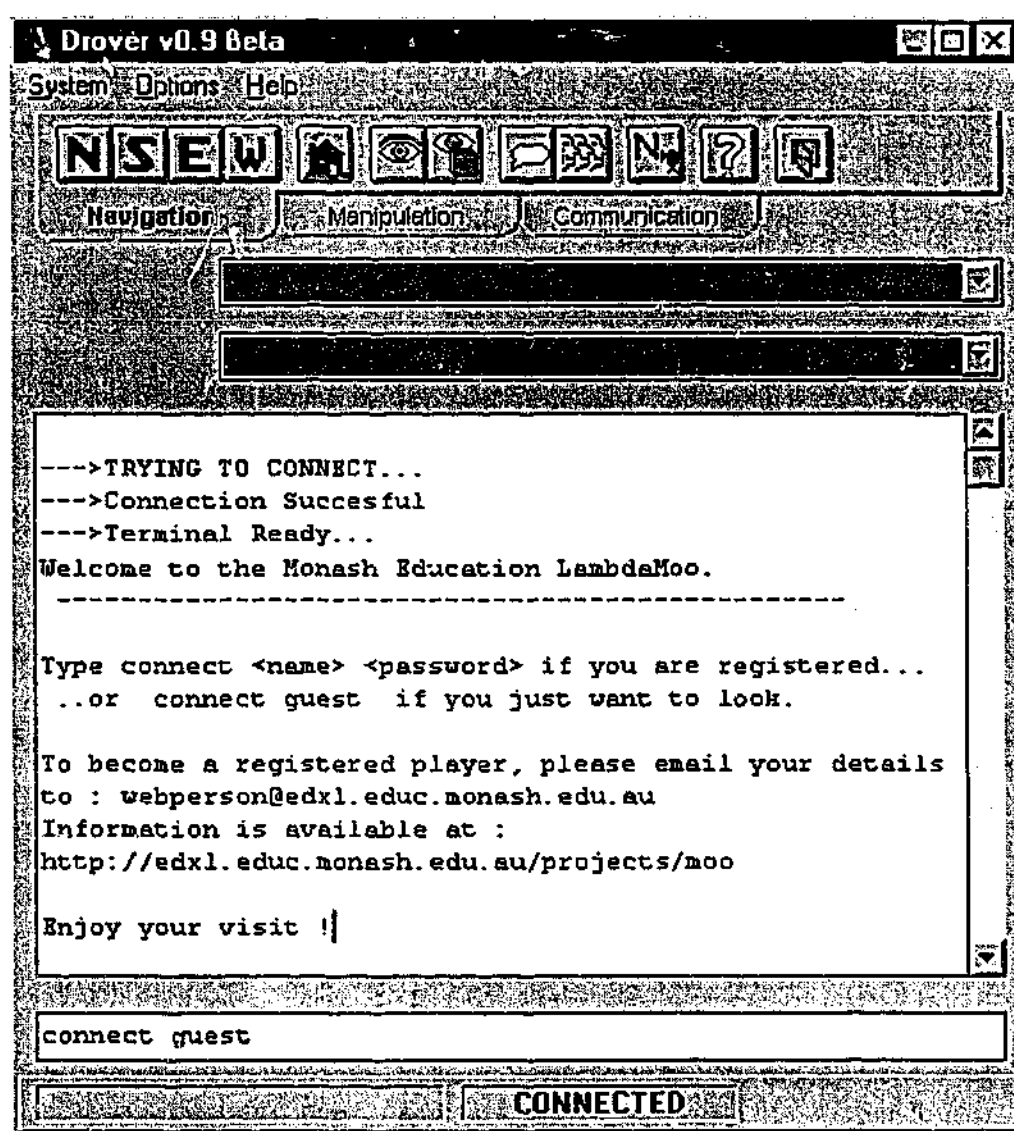 Drover v0.9 Beta
System Options Help
N S E W N ?
Navigation Manipulation Communication
--->TRYING TO CONNECT...
--->Connection Succesful
--->Terminal Ready...
Welcome to the Monash Education LambdaMoo.
-------------------------------------------------
Type connect <name> <password> if you are registered...
..or connect guest if you just want to look.
To become a registered player, please email your details
to : webperson@edxl.educ.monash.edu.au
Information is available at :
http://edxl.educ.monash.edu.au/projects/moo
Enjoy your visit !
connect guest
CONNECTED